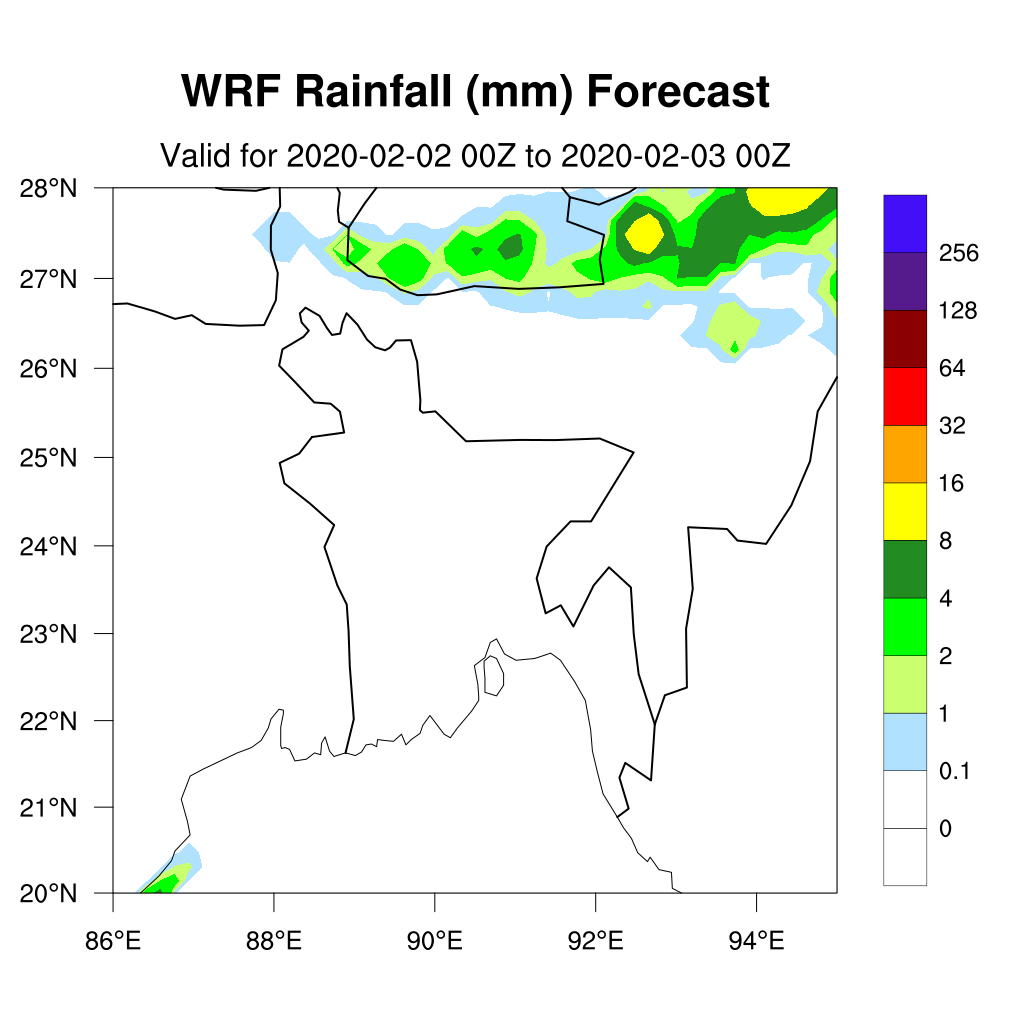 WRF Rainfall (mm) Forecast
Valid for 2020-02-02 00Z to 2020-02-03 00Z
28°N
27°N
26°N
25°N
24°N
23°N
22°N
21°N
20°N
86°E 88°E 90°E 92°E 94°E
256
128
64
32
16
8
4
2
1
0.1
0